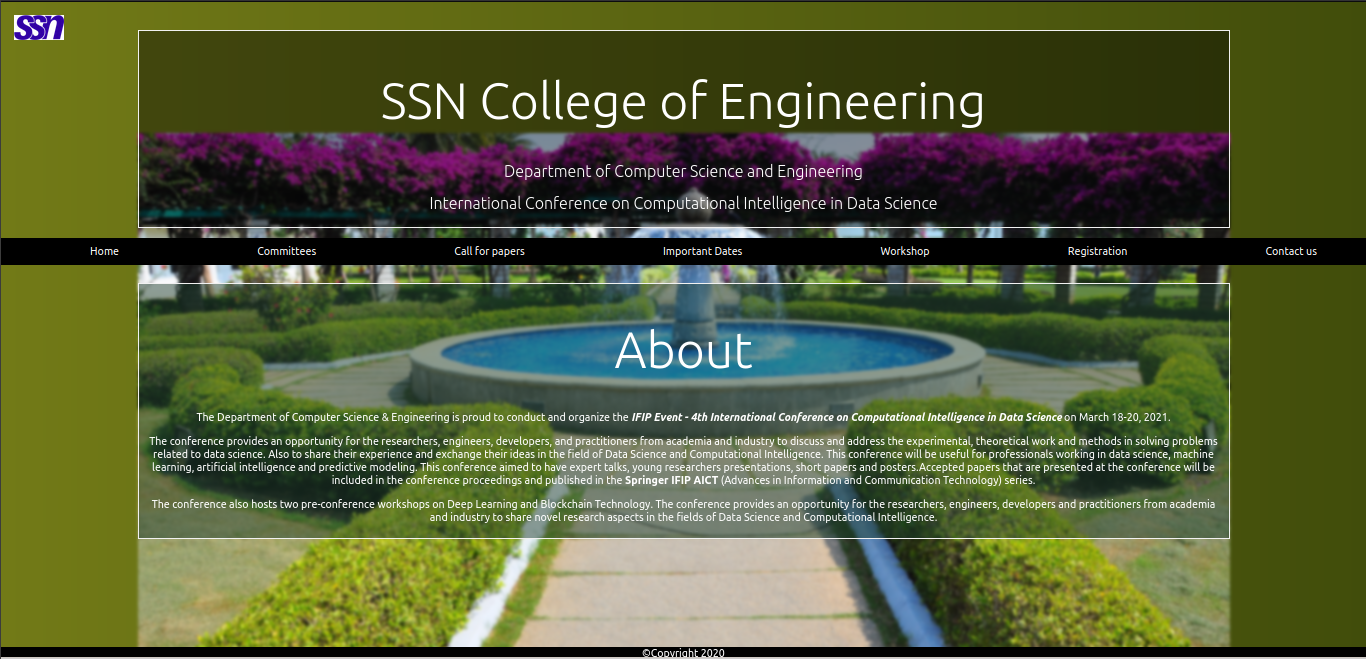 ssn
SSN College of Engineering
Department of Computer Science and Engineering
International Conference on Computational Intelligence in Data Science
Home Committees Call for papers Important Dates Workshop Registration Contact us
About
The Department of Computer Science & Engineering is proud to conduct and organize the IFIP Event - 4th International Conference on Computational Intelligence in Data Science on March 18-20, 2021.
The conference provides an opportunity for the researchers, engineers, developers, and practitioners from academia and industry to discuss and address the experimental, theoretical work and methods in solving problems
related to data science. Also to share their experience and exchange their ideas in the field of Data Science and Computational Intelligence. This conference will be useful for professionals working in data science, machine
learning, artificial intelligence and predictive modeling. This conference aimed to have expert talks, young researchers presentations, short papers and posters.Accepted papers that are presented at the conference will be
included in the conference proceedings and published in the Springer IFIP AICT (Advances in Information and Communication Technology) series.
The conference also hosts two pre-conference workshops on Deep Learning and Blockchain Technology. The conference provides an opportunity for the researchers, engineers, developers and practitioners from academia
and industry to share novel research aspects in the fields of Data Science and Computational Intelligence.
©Copyright 2020